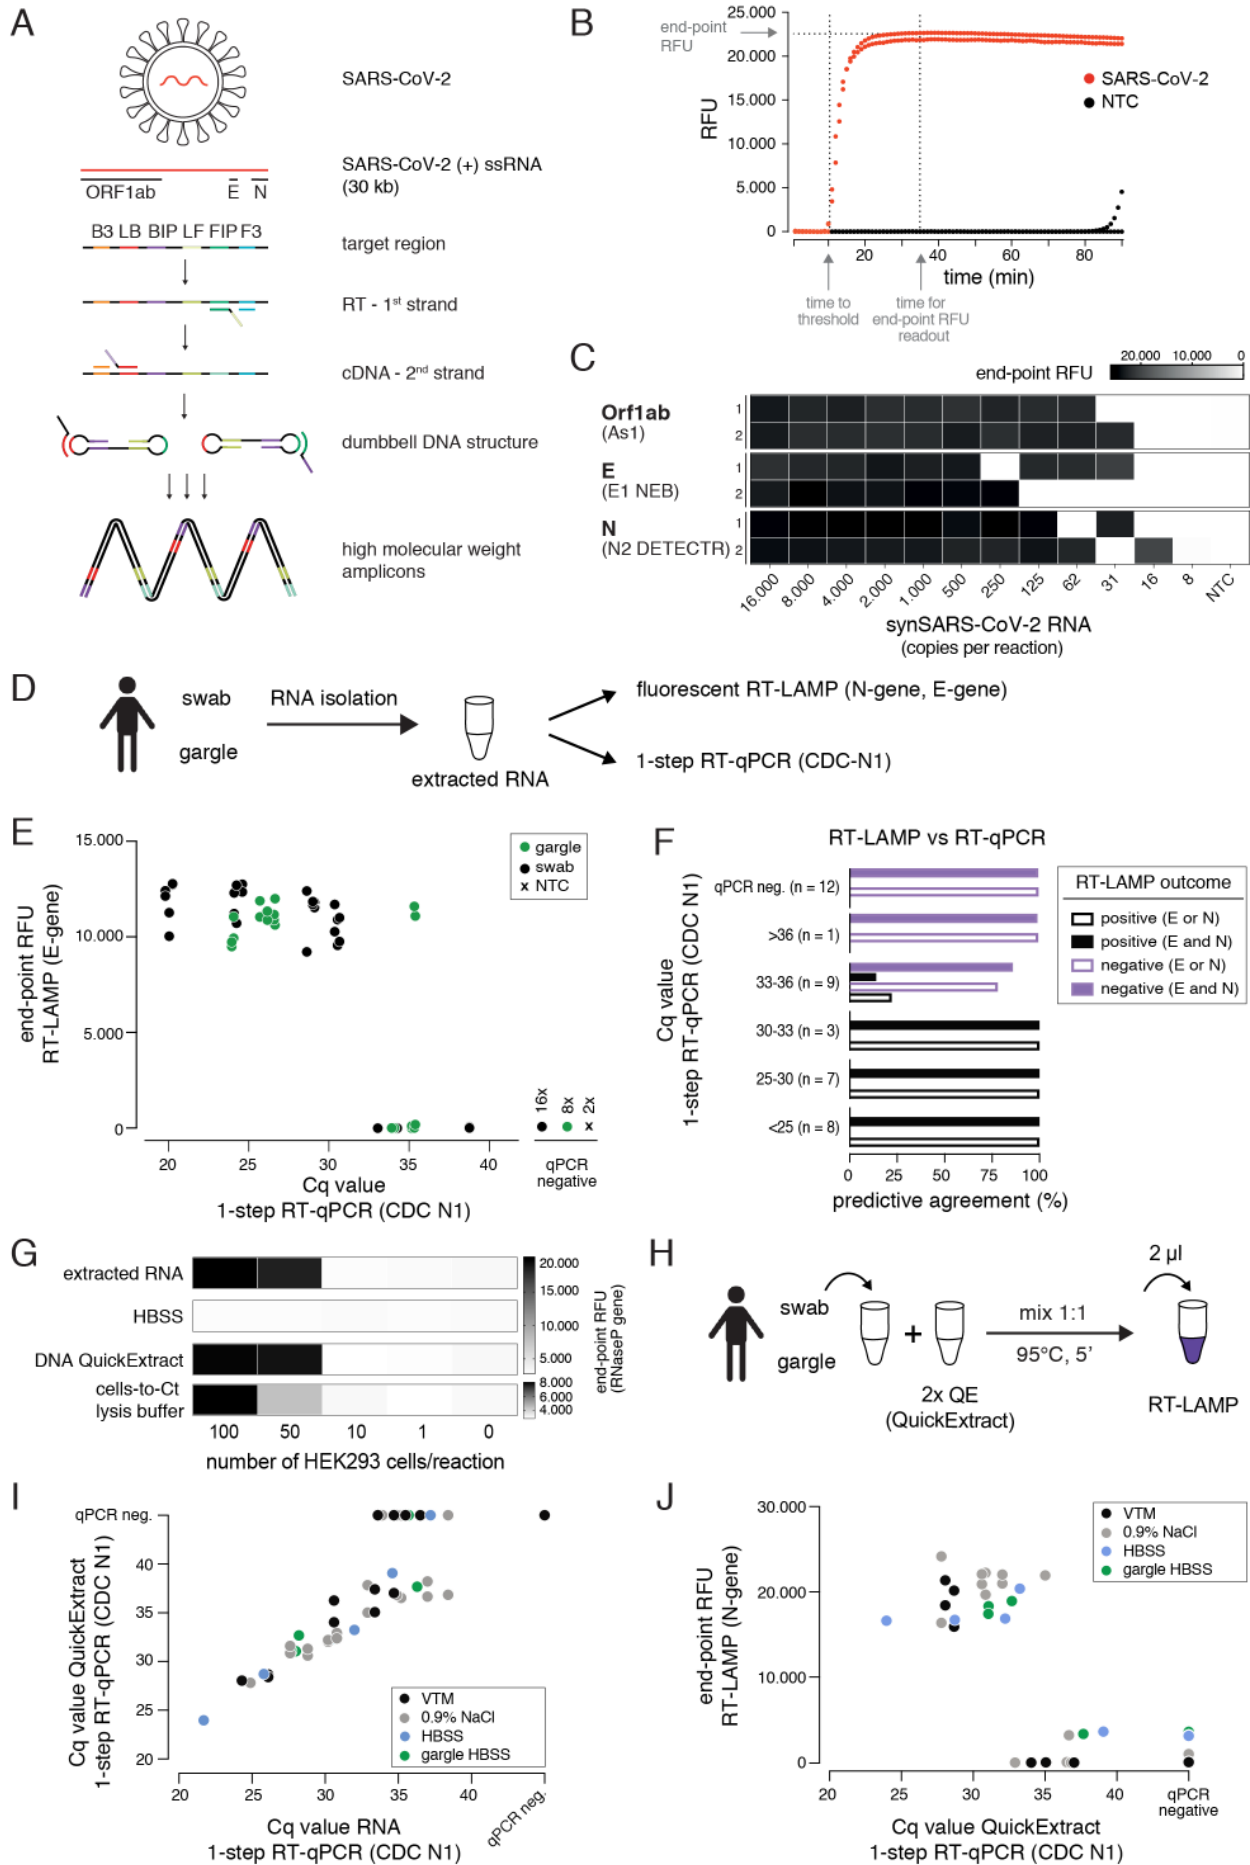 A
SARS-CoV-2
SARS-CoV-2 (+) ssRNA
(30 kb)
ORF1ab
E
N
B3 LB BIP LF FIP F3
target region
RT - 1st strand
cDNA - 2nd strand
dumbbell DNA structure
high molecular weight
amplicons
B
end-point
RFU
25.000
20.000
15.000
10.000
5.000
0
RFU
SARS-CoV-2
NTC
20 40 60 80
time (min)
time to
threshold
time for
end-point RFU
readout
C
end-point RFU
20.000 10.000 0
Orf1ab
(As1)
1
2
E
(E1 NEB)
1
2
N
(N2 DETECTR)
1
2
16.000 8.000 4.000 2.000 1.000 500 250 125 62 31 16 8 NTC
synSARS-CoV-2 RNA
(copies per reaction)
D
swab
gargle
RNA isolation
extracted RNA
fluorescent RT-LAMP (N-gene, E-gene)
1-step RT-qPCR (CDC-N1)
E
15.000
10.000
5.000
0
end-point RFU
RT-LAMP (E-gene)
gargle
swab
x NTC
16x
8x
2x
x
20 25 30 35 40
qPCR
negative
Cq value
1-step RT-qPCR (CDC N1)
F
RT-LAMP vs RT-qPCR
Cq value
1-step RT-qPCR (CDC N1)
qPCR neg. (n = 12)
>36 (n = 1)
33-36 (n = 9)
30-33 (n = 3)
25-30 (n = 7)
<25 (n = 8)
0 25 50 75 100
predictive agreement (%)
RT-LAMP outcome
positive (E or N)
positive (E and N)
negative (E or N)
negative (E and N)
G
extracted RNA
HBSS
DNA QuickExtract
cells-to-Ct
lysis buffer
100 50 10 1 0
number of HEK293 cells/reaction
20.000
15.000
10.000
5.000
8.000
6.000
4.000
end-point RFU
(RNaseP gene)
H
swab
gargle
+
2x QE
(QuickExtract)
mix 1:1
95°C, 5'
2 µl
RT-LAMP
I
qPCR neg.
40
35
30
25
20
Cq value QuickExtract
1-step RT-qPCR (CDC N1)
VTM
0.9% NaCl
HBSS
gargle HBSS
20 25 30 35 40 qPCR neg.
Cq value RNA
1-step RT-qPCR (CDC N1)
J
30.000
20.000
10.000
0
end-point RFU
RT-LAMP (N-gene)
VTM
0.9% NaCl
HBSS
gargle HBSS
20 25 30 35 40
qPCR
negative
Cq value QuickExtract
1-step RT-qPCR (CDC N1)